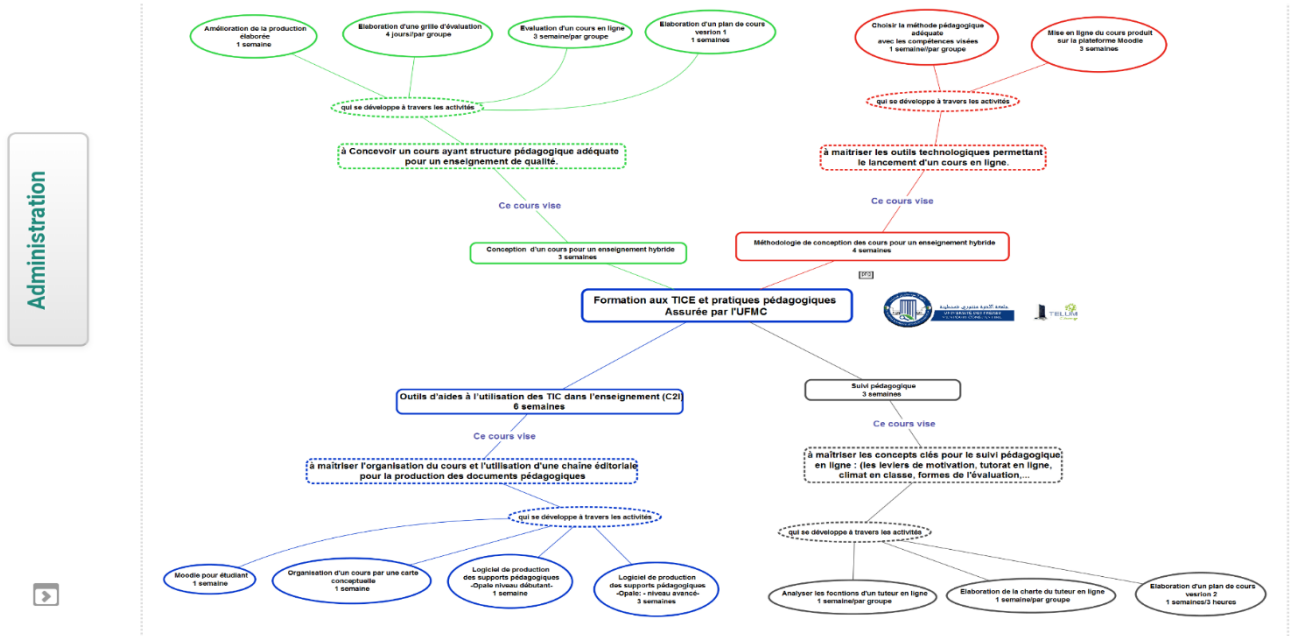 Administration
Amélioration de la production
élaborée
1 semaine
Elaboration d'une grille d'évaluation
4 jours//par groupe
Evaluation d'un cours en ligne
3 semaine/par groupe
Elaboration d'un plan de cours
vesrion 1
1 semaines
Choisir la méthode pédagogique
adéquate
avec les compétences visées
1 semaine//par groupe
Mise en ligne du cours produit
sur la plateforme Moodle
3 semaines
qui se développe à travers les activités
qui se développe à travers les activités
à Concevoir un cours ayant structure pédagogique adéquate
pour un enseignement de qualité.
à maitriser les outils technologiques permettant
le lancement d'un cours en ligne.
Ce cours vise
Ce cours vise
Conception d'un cours pour un enseignement hybride
3 semaines
Méthodologie de conception des cours pour un enseignement hybride
4 semaines
Formation aux TICE et pratiques pédagogiques
Assurée par l'UFMC
TELUM
Outils d'aides à l'utilisation des TIC dans l'enseignement (C2I)
6 semaines
Suivi pédagogique
3 semaines
Ce cours vise
Ce cours vise
à maîtriser l'organisation du cours et l'utilisation d'une chaîne éditoriale
pour la production des documents pédagogiques
à maîtriser les concepts clés pour le suivi pédagogique
en ligne : (les leviers de motivation, tutorat en ligne,
climat en classe, formes de l'évaluation,...
qui se développe à travers les activités
qui se développe à travers les activités
Moodle pour étudiant
1 semaine
Organisation d'un cours par une carte
conceptuelle
1 semaine
Logiciel de production
des supports pédagogiques
-Opale niveau débutant-
1 semaine
Logiciel de production
des supports pédagogiques
-Opale: - niveau avencé-
3 semaines
Analyser les focntions d'un tuteur en ligne
1 semaine/par groupe
Elaboration de la charte du tuteur en ligne
1 semaine//par groupe
Elaboration d'un plan de cours
vesrion 2
1 semaines/3 heures